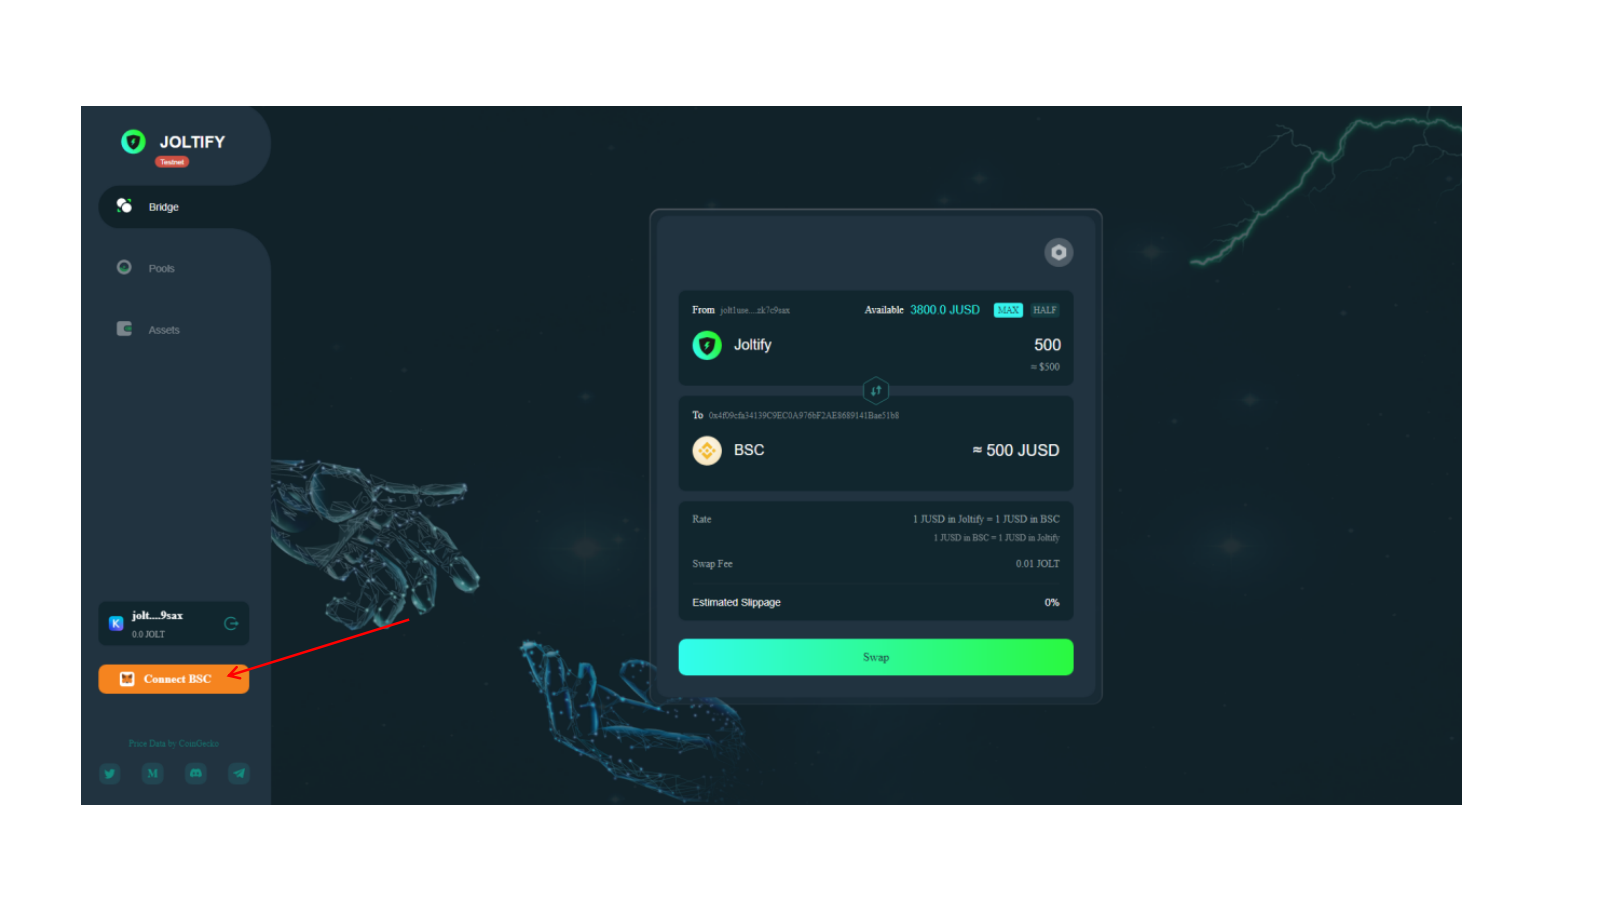 JOLTIFY
Testnet
Bridge
Pools
Assets
K jolt....9sax
0.0 JOLT
Connect BSC
Price Data by CoinGecko
M
From jolt1use....zk7c9sax Available 3800.0 JUSD MAX HALF
Joltify 500
≈ $500
To
BSC ≈ 500 JUSD
Rate 1 JUSD in Joltify = 1 JUSD in BSC
1 JUSD in BSC = 1 JUSD in Joltify
Swap Fee 0.01 JOLT
Estimated Slippage 0%
Swap